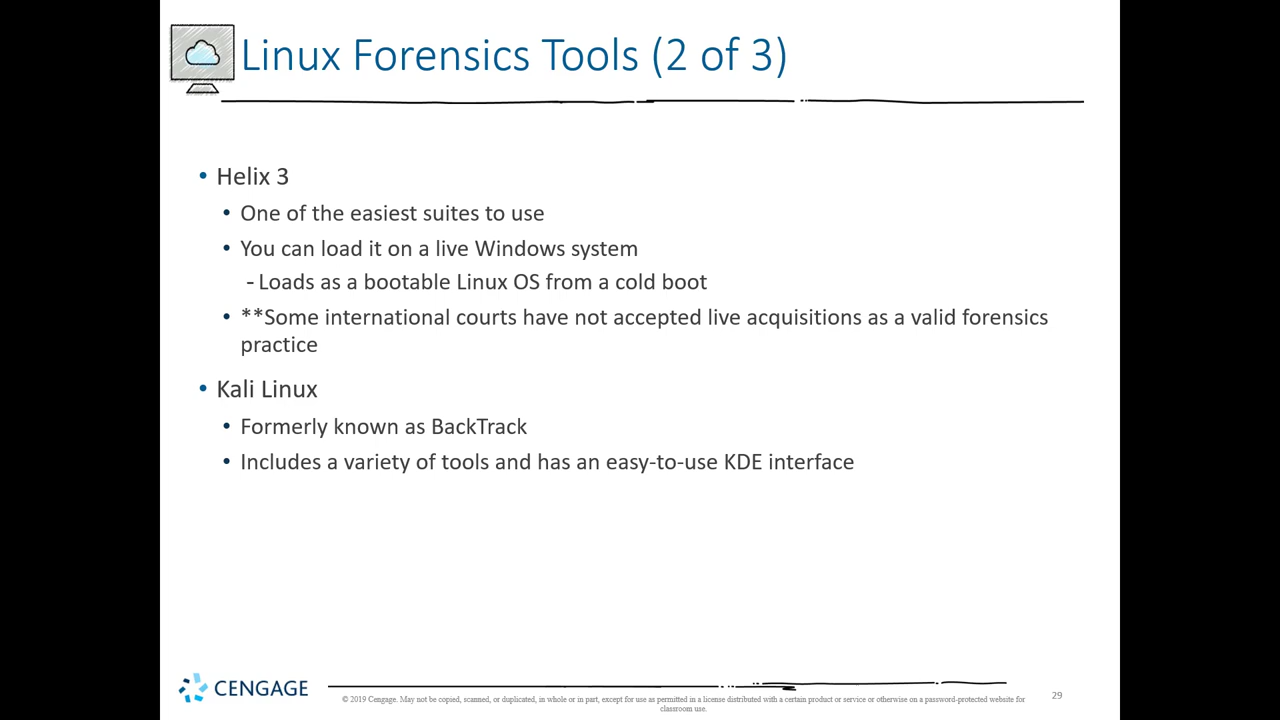 Linux Forensics Tools (2 of 3)
• Helix 3
• One of the easiest suites to use
• You can load it on a live Windows system
- Loads as a bootable Linux OS from a cold boot
• **Some international courts have not accepted live acquisitions as a valid forensics
practice
• Kali Linux
• Formerly known as BackTrack
• Includes a variety of tools and has an easy-to-use KDE interface
CENGAGE
© 2019 Cengage. May not be copied, scanned, or duplicated, in whole or in part, except for use as permitted in a license distributed with a certain product or service or otherwise on a password-protected website for
classroom use.
29